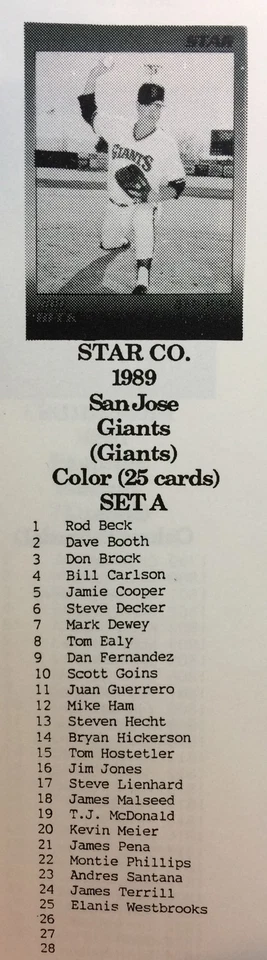 STAR
GIANTS
ROD
BECK
STAR CO.
1989
San Jose
Giants
(Giants)
Color (25 cards)
SET A
1 Rod Beck
2 Dave Booth
3 Don Brock
4 Bill Carlson
5 Jamie Cooper
6 Steve Decker
7 Mark Dewey
8 Tom Ealy
9 Dan Fernandez
10 Scott Goins
11 Juan Guerrero
12 Mike Ham
13 Steven Hecht
14 Bryan Hickerson
15 Tom Hostetler
16 Jim Jones
17 Steve Lienhard
18 James Malseed
19 T.J. McDonald
20 Kevin Meier
21 James Pena
22 Montie Phillips
23 Andres Santana
24 James Terrill
25 Elanis Westbrooks
26
27
28